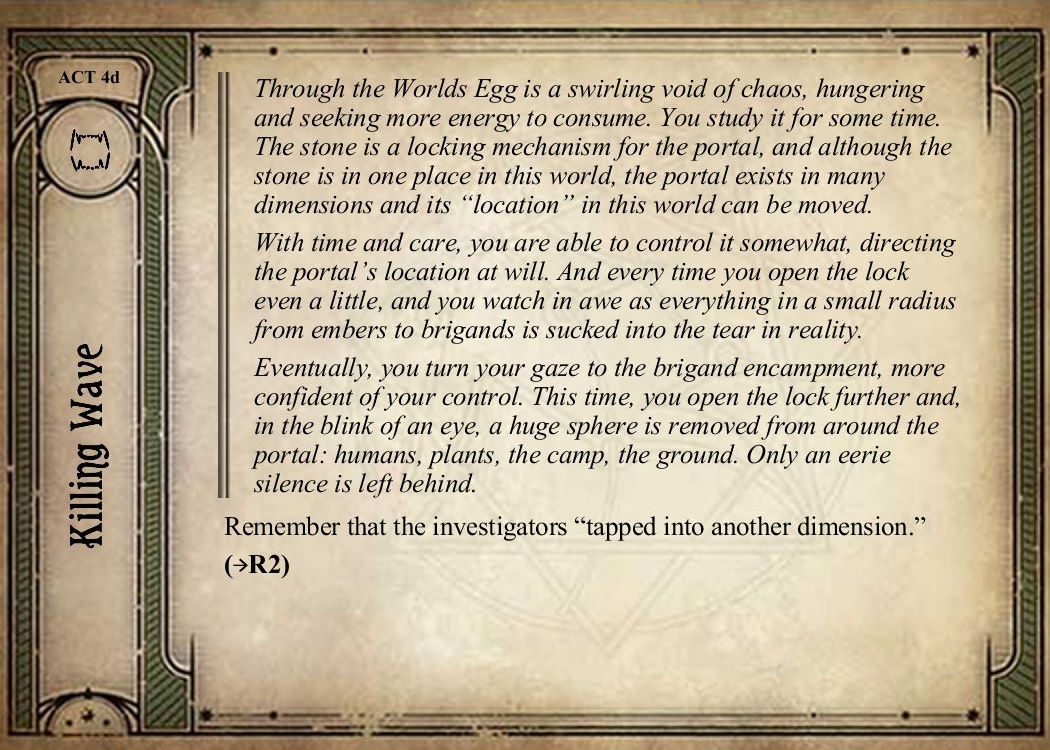 ACT 4d
Killing Wave
Through the Worlds Egg is a swirling void of chaos, hungering
and seeking more energy to consume. You study it for some time.
The stone is a locking mechanism for the portal, and although the
stone is in one place in this world, the portal exists in many
dimensions and its “location” in this world can be moved.
With time and care, you are able to control it somewhat, directing
the portal’s location at will. And every time you open the lock
even a little, and you watch in awe as everything in a small radius
from embers to brigands is sucked into the tear in reality.
Eventually, you turn your gaze to the brigand encampment, more
confident of your control. This time, you open the lock further and,
in the blink of an eye, a huge sphere is removed from around the
portal: humans, plants, the camp, the ground. Only an eerie
silence is left behind.
Remember that the investigators “tapped into another dimension.”
(→R2)